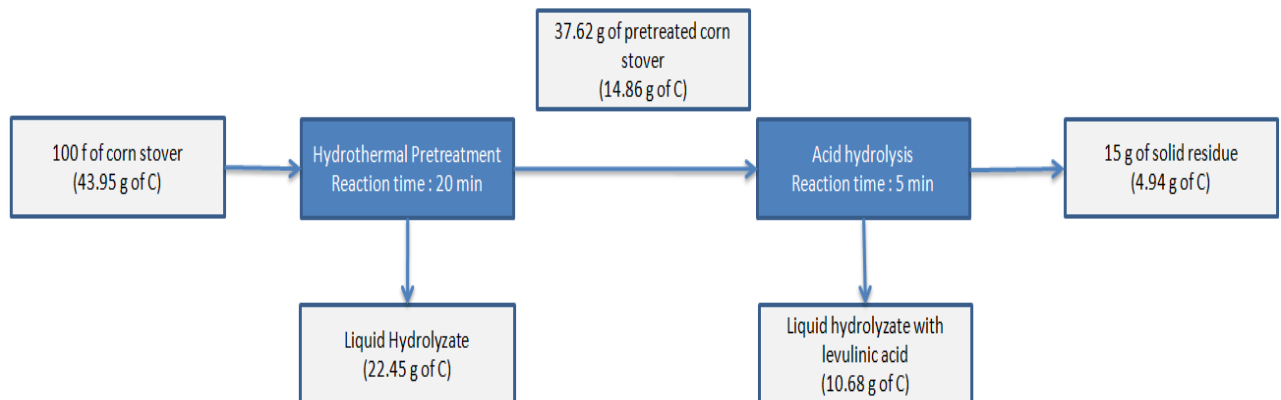 37.62 g of pretreated corn
stover
(14.86 g of C)
100 f of corn stover
(43.95 g of C)
Hydrothermal Pretreatment
Reaction time : 20 min
Acid hydrolysis
Reaction time : 5 min
15 g of solid residue
(4.94 g of C)
Liquid Hydrolyzate
(22.45 g of C)
Liquid hydrolyzate with
levulinic acid
(10.68 g of C)